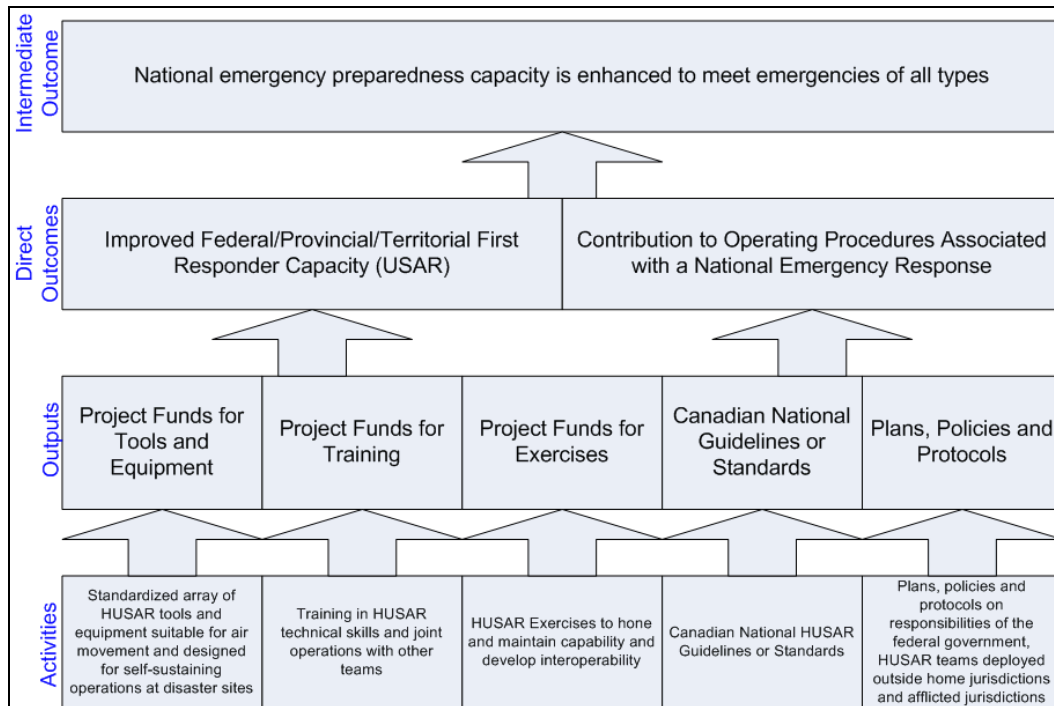 Intermediate
Outcome
National emergency preparedness capacity is enhanced to meet emergencies of all types
Direct
Outcomes
Improved Federal/Provincial/Territorial First
Responder Capacity (USAR)
Contribution to Operating Procedures Associated
with a National Emergency Response
Outputs
Project Funds for
Tools and
Equipment
Project Funds for
Training
Project Funds for
Exercises
Canadian National
Guidelines or
Standards
Plans, Policies and
Protocols
Activities
Standardized array of
HUSAR tools and
equipment suitable for air
movement and designed
for self-sustaining
operations at disaster sites
Training in HUSAR
technical skills and joint
operations with other
teams
HUSAR Exercises to hone
and maintain capability and
develop interoperability
Canadian National HUSAR
Guidelines or Standards
Plans, policies and
protocols on
responsibilities of the
federal government,
HUSAR teams deployed
outside home jurisdictions
and afflicted jurisdictions